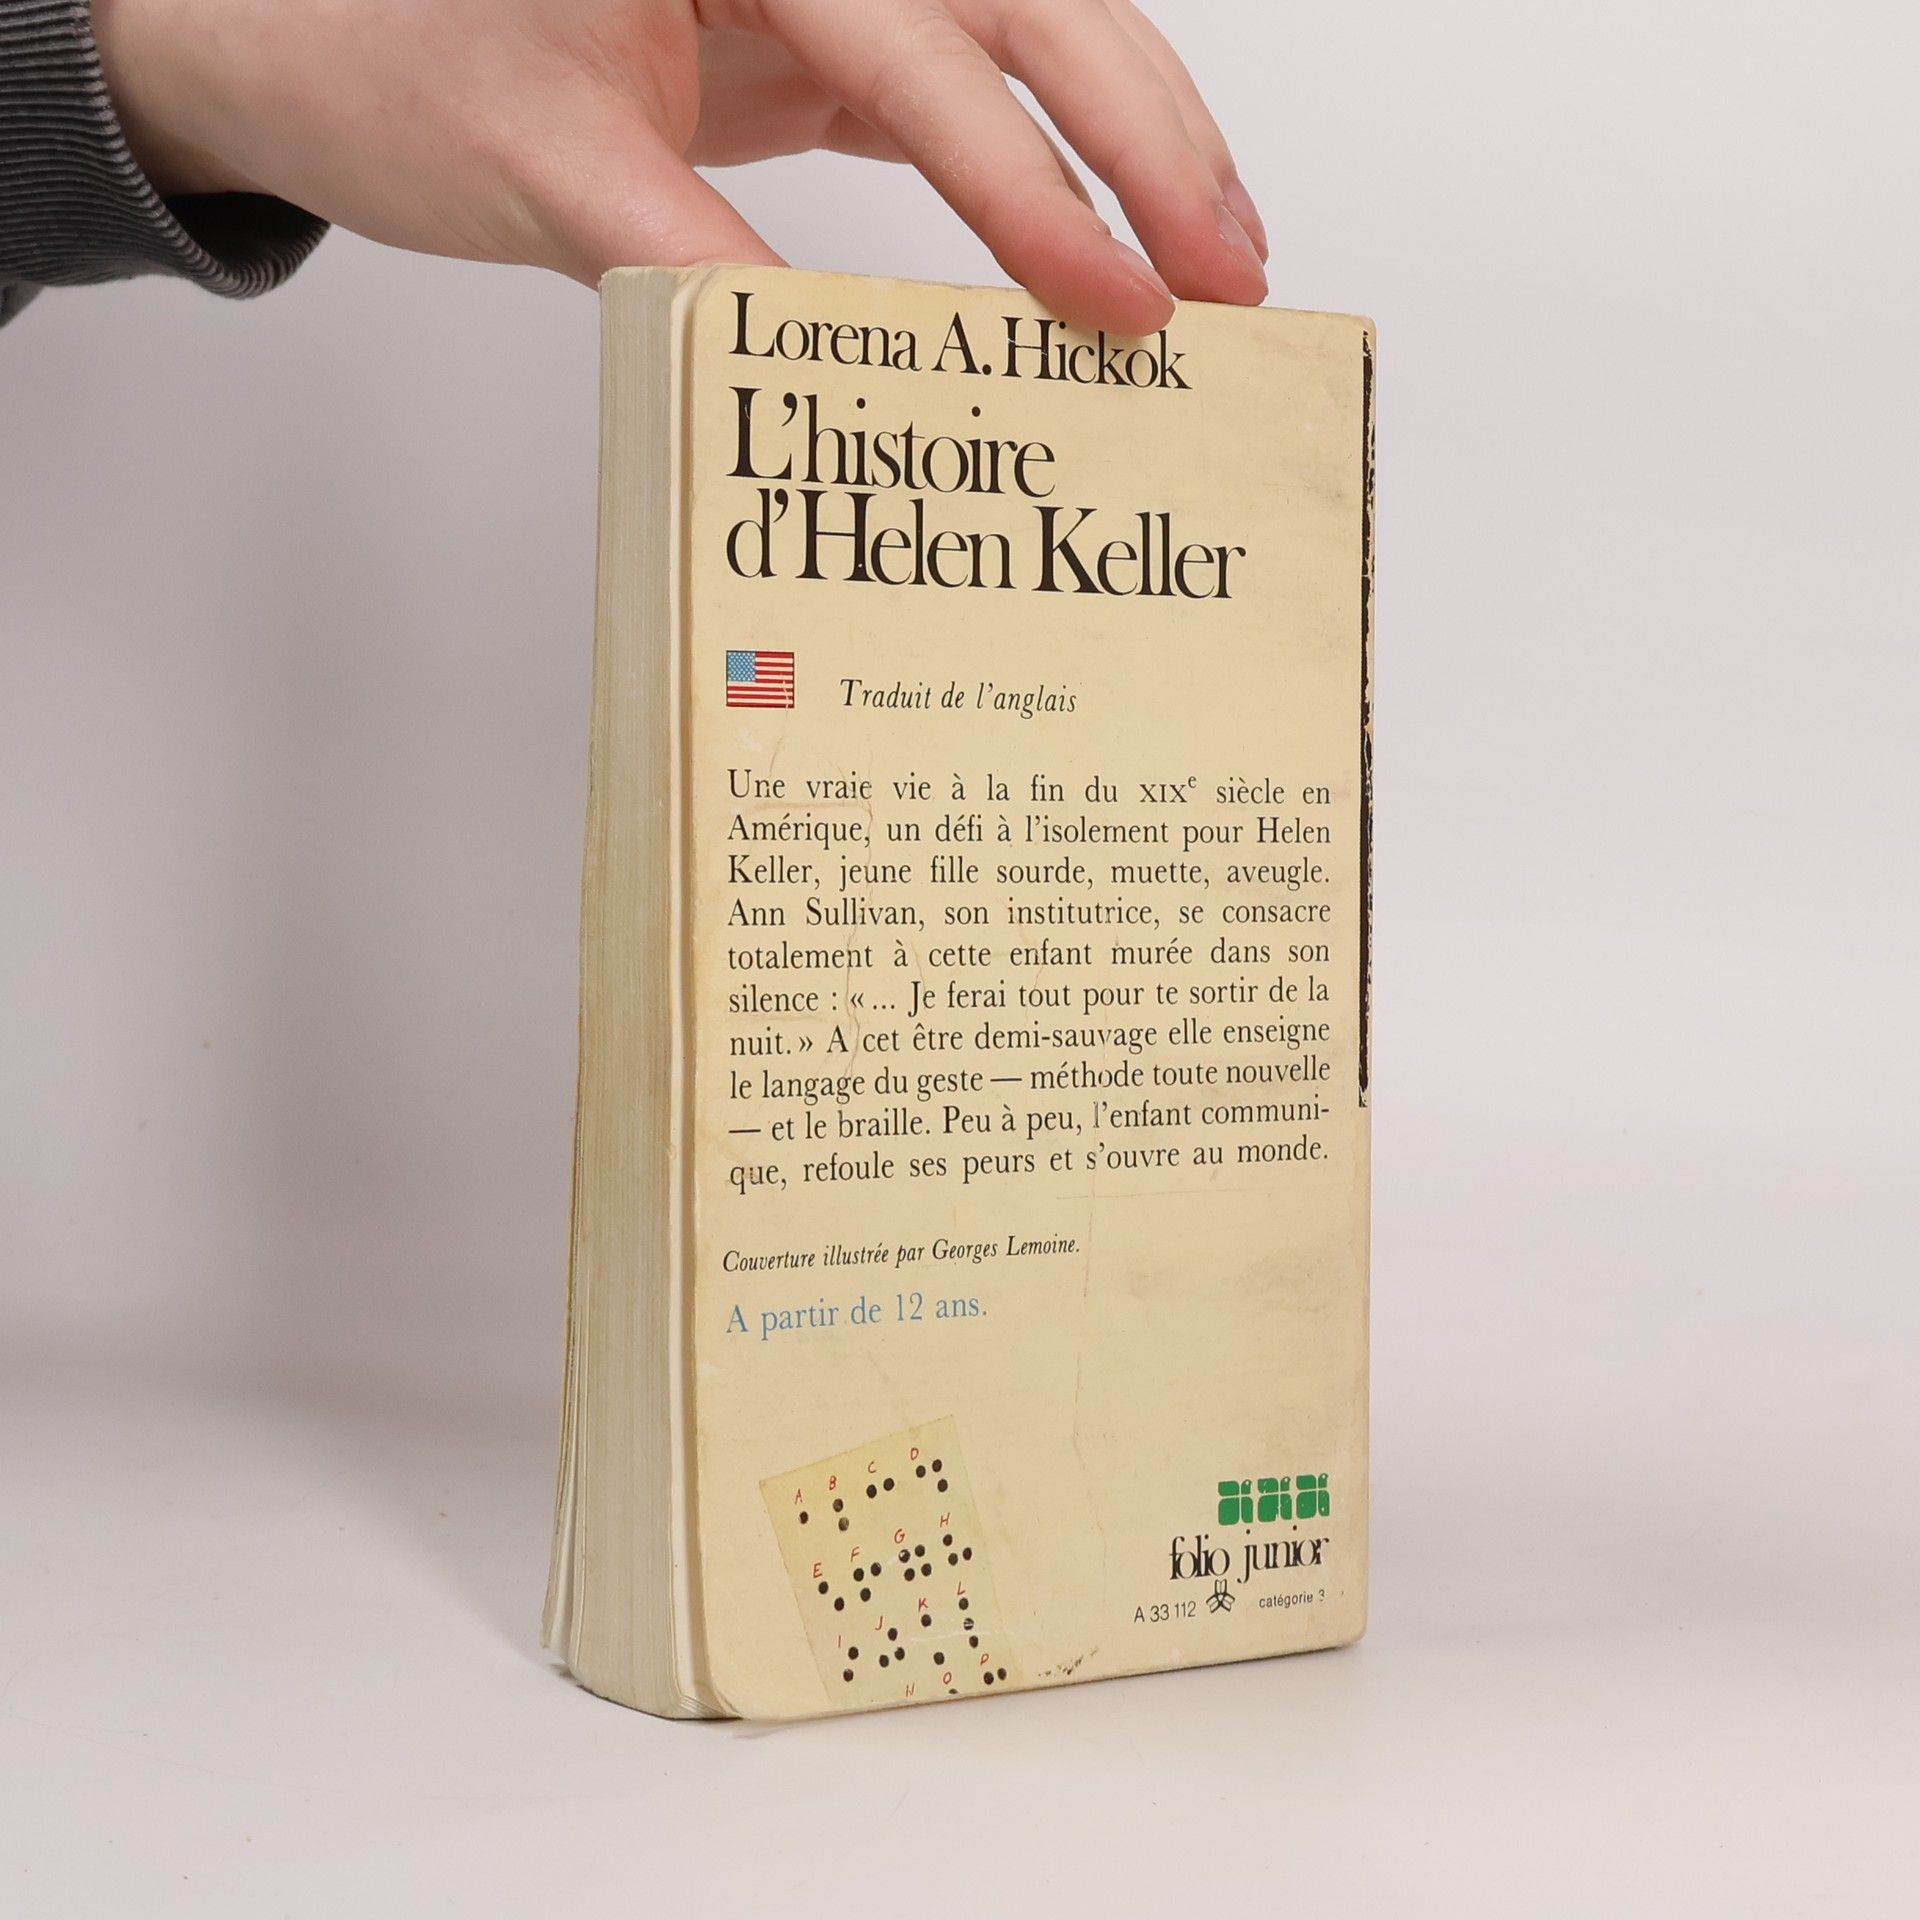 Lorena A. Hickok
L'histoire
d'Helen Keller
Traduit de l'anglais
Une vraie vie à la fin du XIXe siècle en
Amérique, un défi à l'isolement pour Helen
Keller, jeune fille sourde, muette, aveugle.
Ann Sullivan, son institutrice, se consacre
totalement à cette enfant murée dans son
silence : «... Je ferai tout pour te sortir de la
nuit.» A cet être demi-sauvage elle enseigne
le langage du geste — méthode toute nouvelle
— et le braille. Peu à peu, l'enfant communi-
que, refoule ses peurs et s'ouvre au monde.
Couverture illustrée par Georges Lemoine.
A partir de 12 ans.
A B C D
E F G H
I J K L
N O P
folio junior
A 33112 catégorie 3